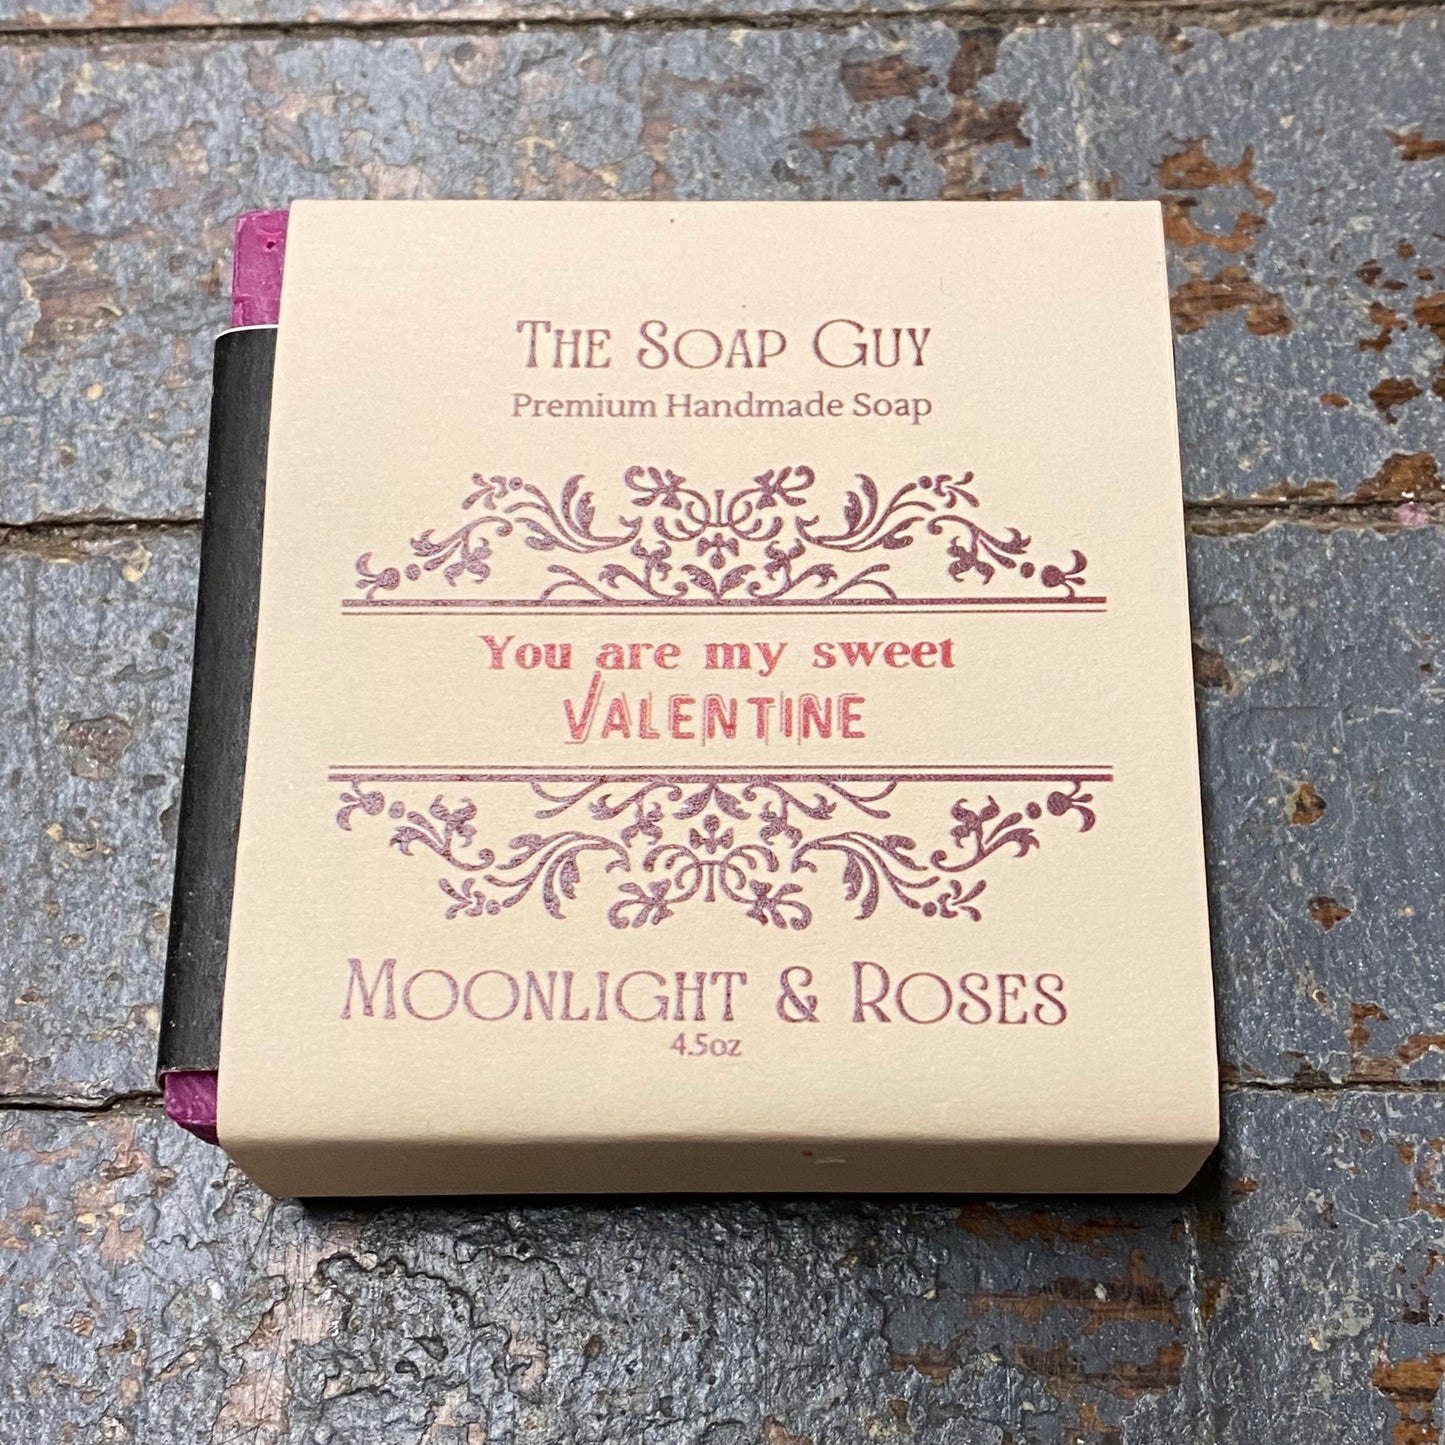 The Soap Guy
Premium Handmade Soap
You are my sweet
Valentine
Moonlight & Roses
4.5oz